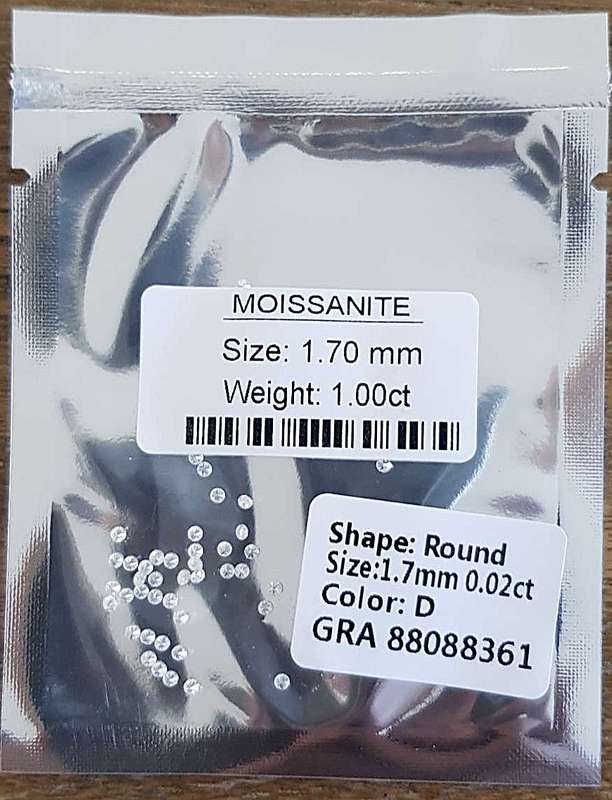 MOISSANITE
Size: 1.70 mm
Weight: 1.00ct
Shape: Round
Size:1.7mm 0.02ct
Color: D
GRA 88088361